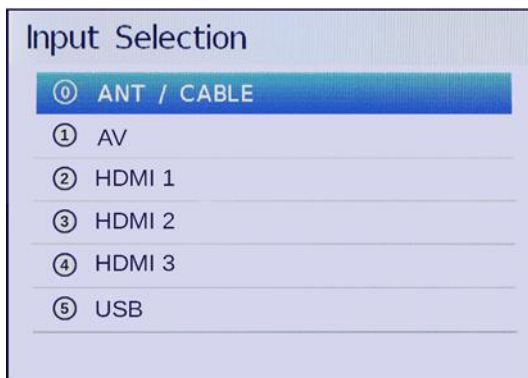 Input Selection
0 ANT / CABLE
1 AV
2 HDMI 1
3 HDMI 2
4 HDMI 3
5 USB